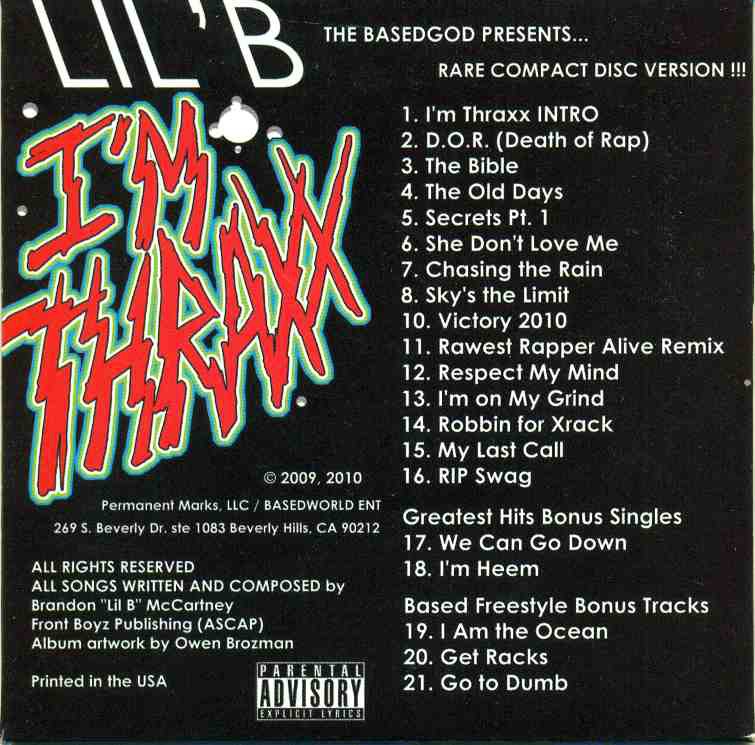 LIL'B
THE BASEDGOD PRESENTS...
RARE COMPACT DISC VERSION !!!
I'M
THRAXX
1. I'm Thraxx INTRO
2. D.O.R. (Death of Rap)
3. The Bible
4. The Old Days
5. Secrets Pt. 1
6. She Don't Love Me
7. Chasing the Rain
8. Sky's the Limit
10. Victory 2010
11. Rawest Rapper Alive Remix
12. Respect My Mind
13. I'm on My Grind
14. Robbin for Xrack
15. My Last Call
16. RIP Swag
Greatest Hits Bonus Singles
17. We Can Go Down
18. I'm Heem
Based Freestyle Bonus Tracks
19. I Am the Ocean
20. Get Racks
21. Go to Dumb
© 2009, 2010
Permanent Marks, LLC / BASEDWORLD ENT
269 S. Beverly Dr. ste 1083 Beverly Hills, CA 90212
ALL RIGHTS RESERVED
ALL SONGS WRITTEN AND COMPOSED by
Brandon "Lil B" McCartney
Front Boyz Publishing (ASCAP)
Album artwork by Owen Brozman
Printed in the USA
PARENTAL
ADVISORY
EXPLICIT LYRICS